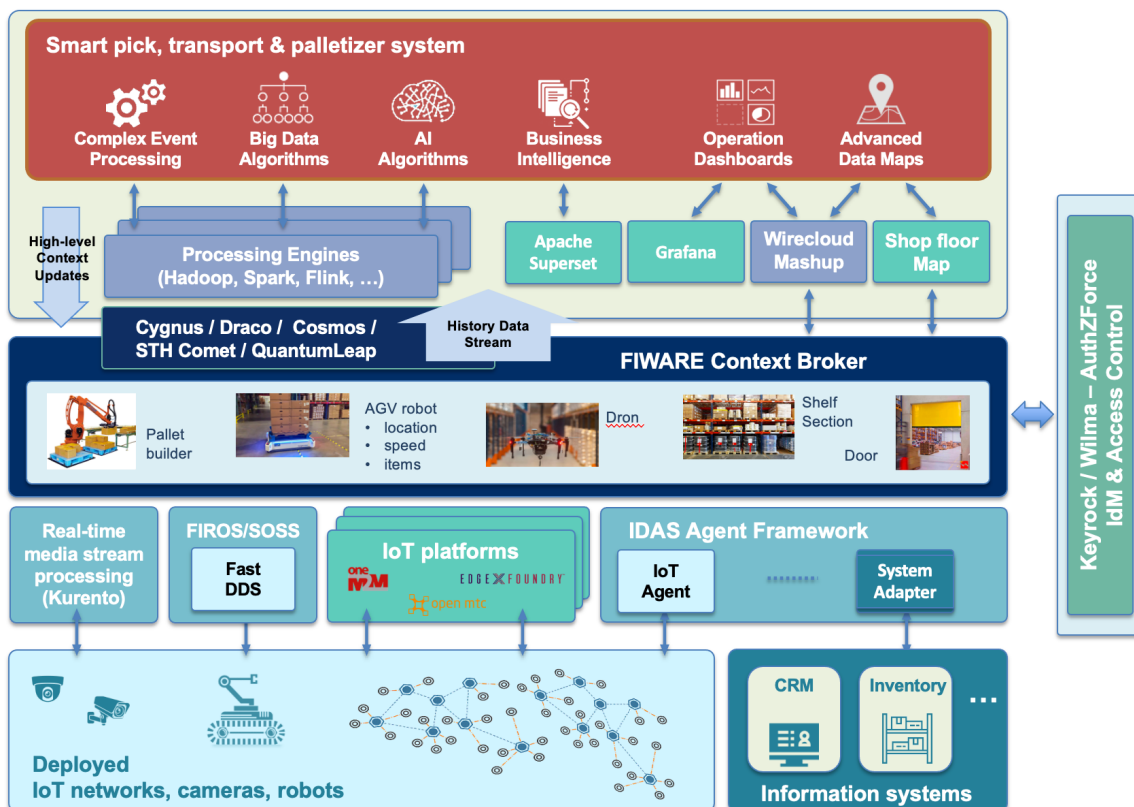 Smart pick, transport & palletizer system
Complex Event
Processing
Big Data
Algorithms
AI
Algorithms
Business
Intelligence
Operation
Dashboards
Advanced
Data Maps
High-level
Context
Updates
Processing Engines
(Hadoop, Spark, Flink, …)
Apache
Superset
Grafana
Wirecloud
Mashup
Shop floor
Map
Cygnus / Draco / Cosmos /
STH Comet / QuantumLeap
History Data
Stream
FIWARE Context Broker
Pallet
builder
AGV robot
• location
• speed
• items
Dron
Shelf
Section
Door
Keyrock / Wilma – AuthZForce
IdM & Access Control
Real-time
media stream
processing
(Kurento)
FIROS/SOSS
Fast
DDS
IoT platforms
one
M2M
EDGE X FOUNDRY
open mtc
IDAS Agent Framework
IoT
Agent
System
Adapter
Deployed
IoT networks, cameras, robots
CRM
Inventory
...
Information systems